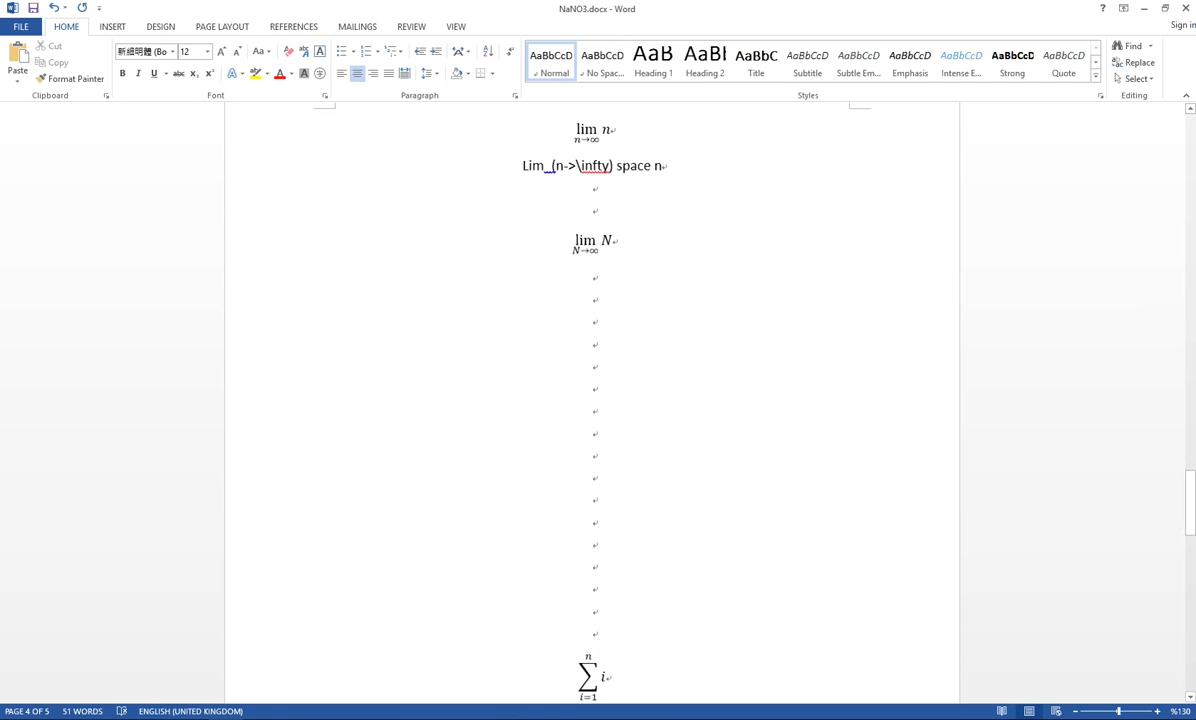 NaNO3.docx - Word
?
Sign in
FILE HOME INSERT DESIGN PAGE LAYOUT REFERENCES MAILINGS REVIEW VIEW
Paste
Cut
Copy
Format Painter
Clipboard
新細明體 (Bo 12 Aa
B I U abc x₂ x² A A A
Font
Paragraph
AaBbCcD AaBbCcD AaB AaBl AaBbC AaBbCcD AaBbCcD AaBbCcD AaBbCcD AaBbCcD AaBbCcD
Normal No Spac... Heading 1 Heading 2 Title Subtitle Subtle Em... Emphasis Intense E... Strong Quote
Styles
Find
Replace
Select
Editing
lim n
n→∞
Lim_(n->\infty) space n
lim N
N→∞
n
∑ i
i=1
PAGE 4 OF 5 51 WORDS ENGLISH (UNITED KINGDOM) %130